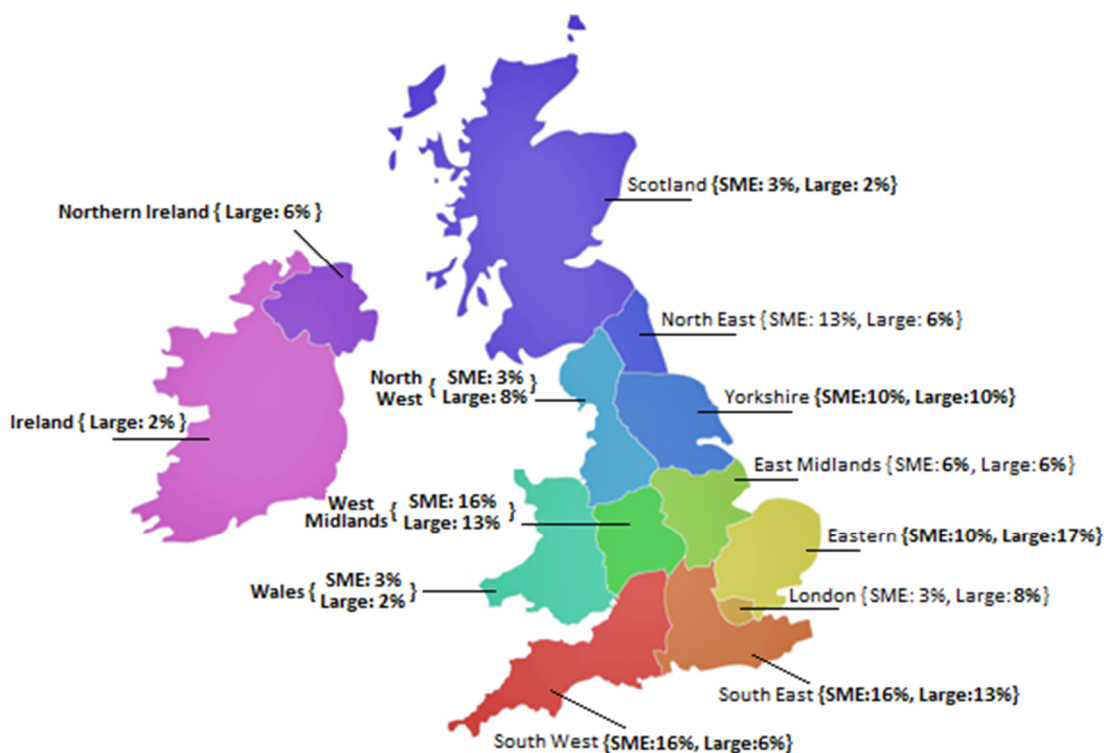 Scotland {SME: 3%, Large: 2%}
Northern Ireland { Large: 6% }
North East {SME: 13%, Large: 6%}
North West { SME: 3% Large: 8% }
Yorkshire {SME:10%, Large:10%}
Ireland { Large: 2% }
East Midlands {SME: 6%, Large: 6%}
West Midlands { SME: 16% Large: 13% }
Eastern {SME:10%, Large:17%}
Wales { SME: 3% Large: 2% }
London {SME: 3%, Large: 8%}
South East {SME:16%, Large:13%}
South West {SME:16%, Large:6%}